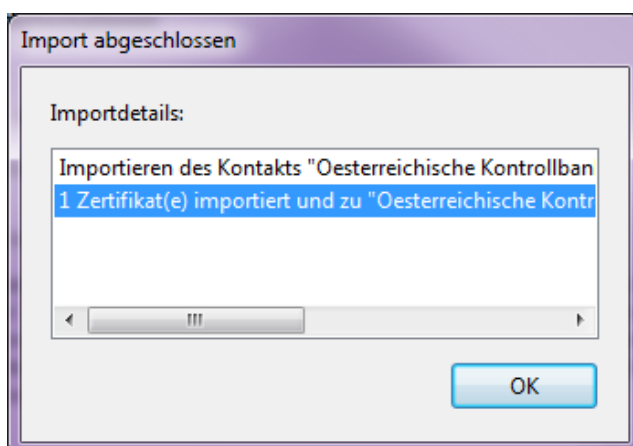 Import abgeschlossen
Importdetails:
Importieren des Kontakts "Oesterreichische Kontrollban
1 Zertifikat(e) importiert und zu "Oesterreichische Kontr
OK